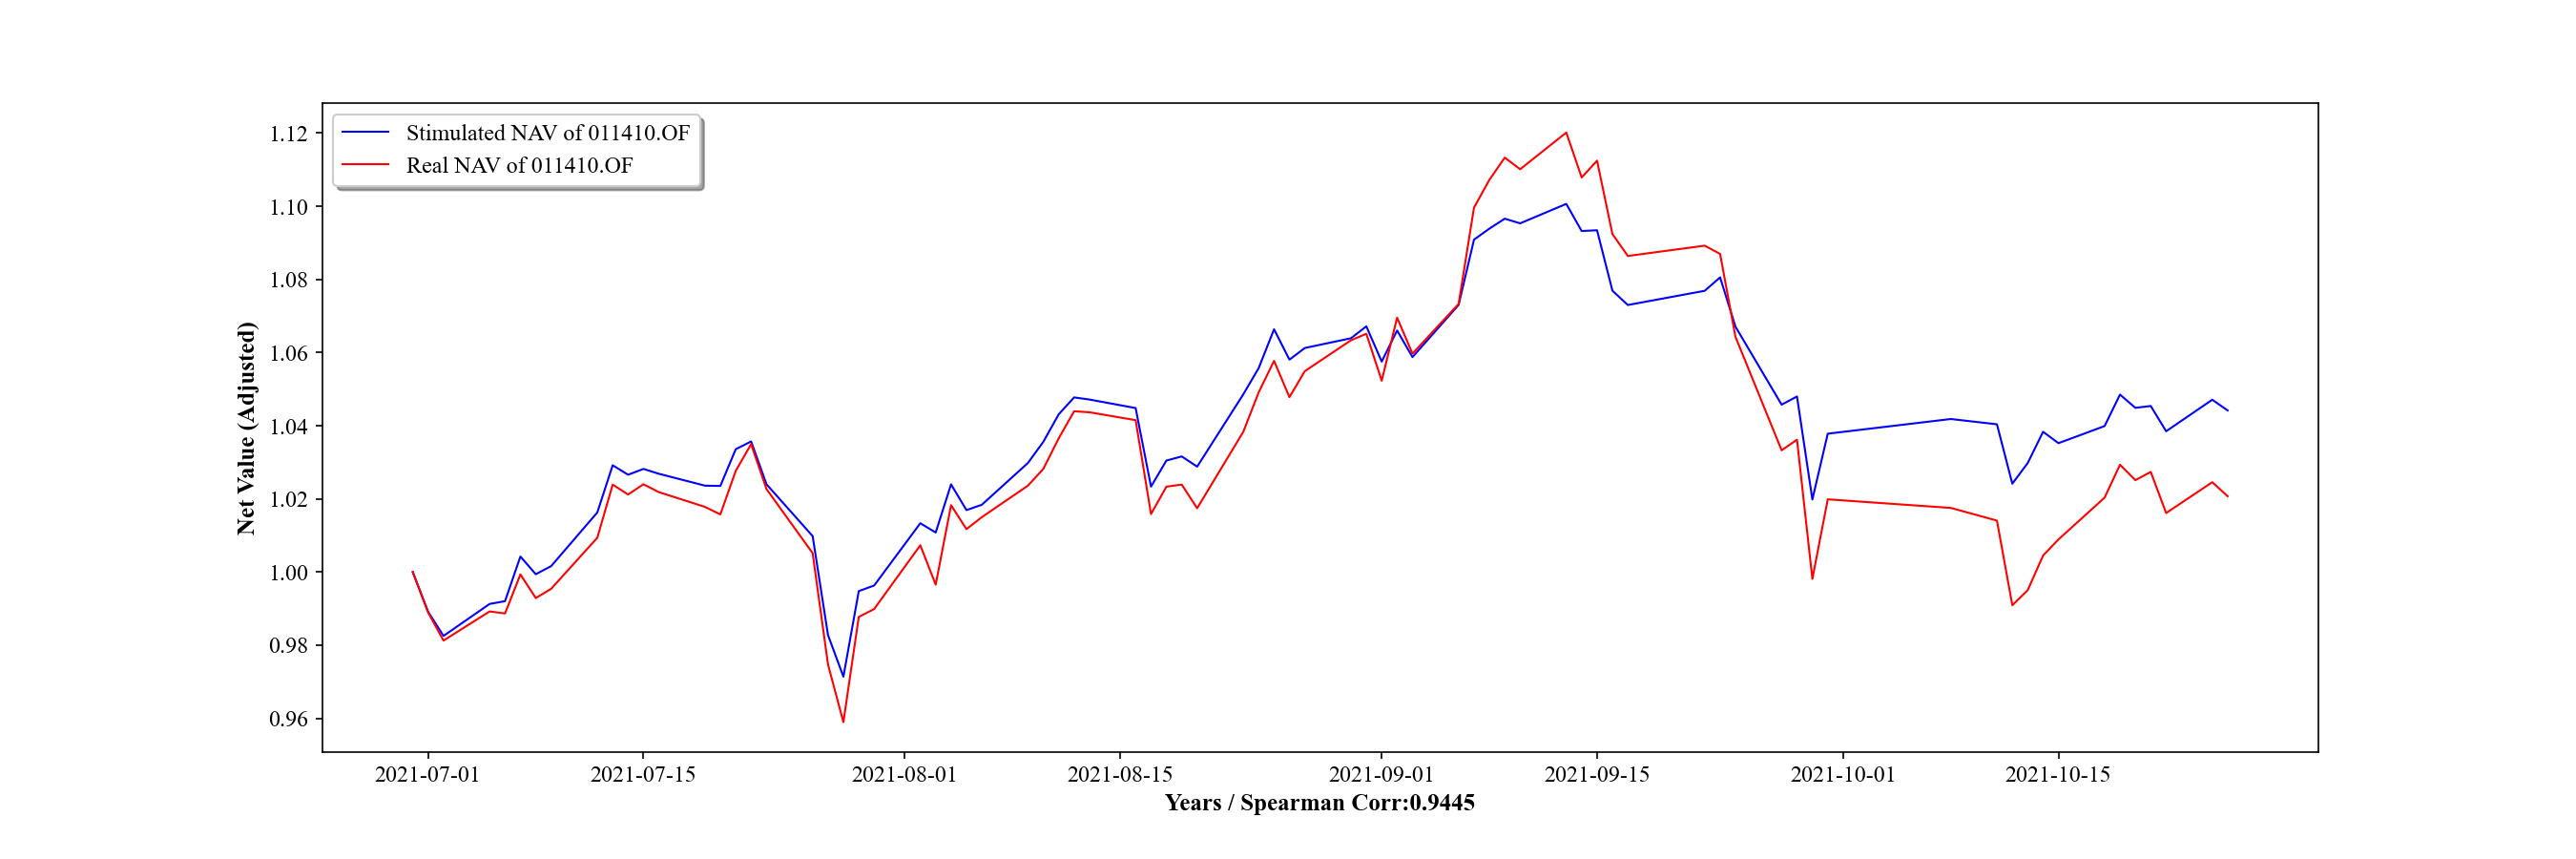 Stimulated NAV of 011410.OF
Real NAV of 011410.OF
Net Value (Adjusted)
1.12
1.10
1.08
1.06
1.04
1.02
1.00
0.98
0.96
2021-07-01 2021-07-15 2021-08-01 2021-08-15 2021-09-01 2021-09-15 2021-10-01 2021-10-15
Years / Spearman Corr:0.9445